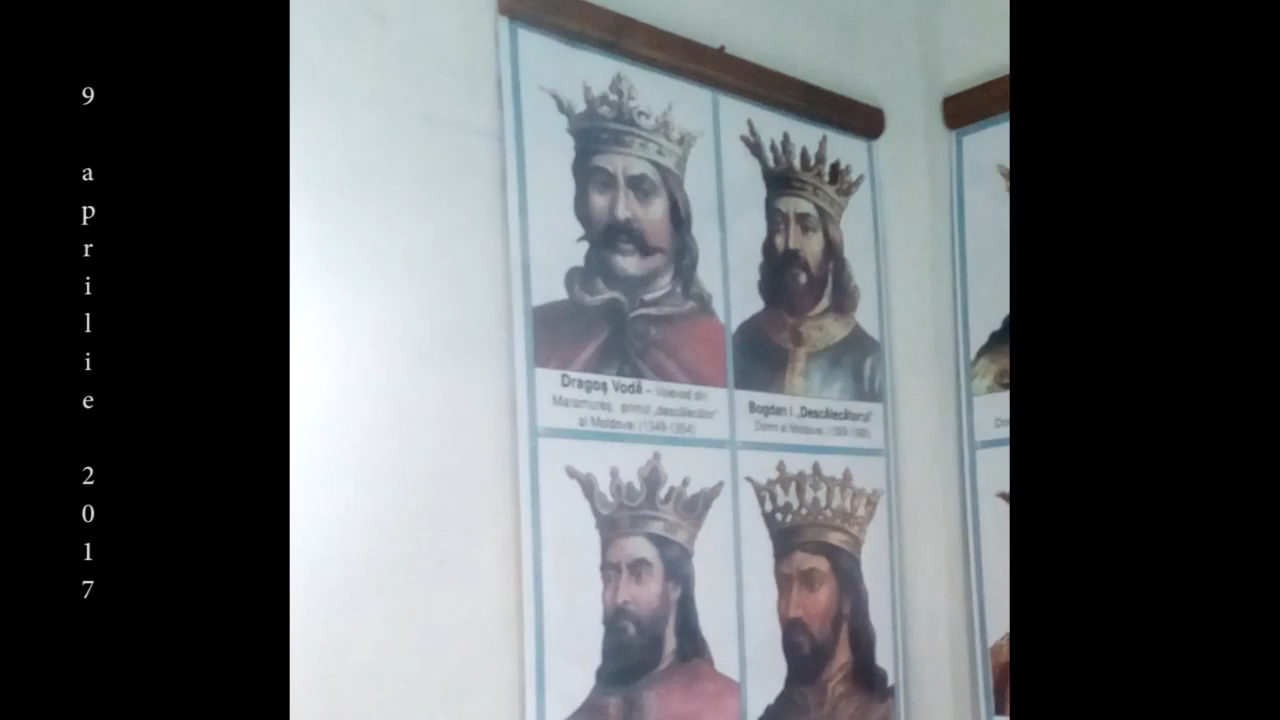 9 aprilie 2017
Dragoș Vodă - Voievod din
Maramureș, primul „descălecător"
al Moldovei (1349-1354)
Bogdan I „Descălecătorul"
Domn al Moldovei
Do